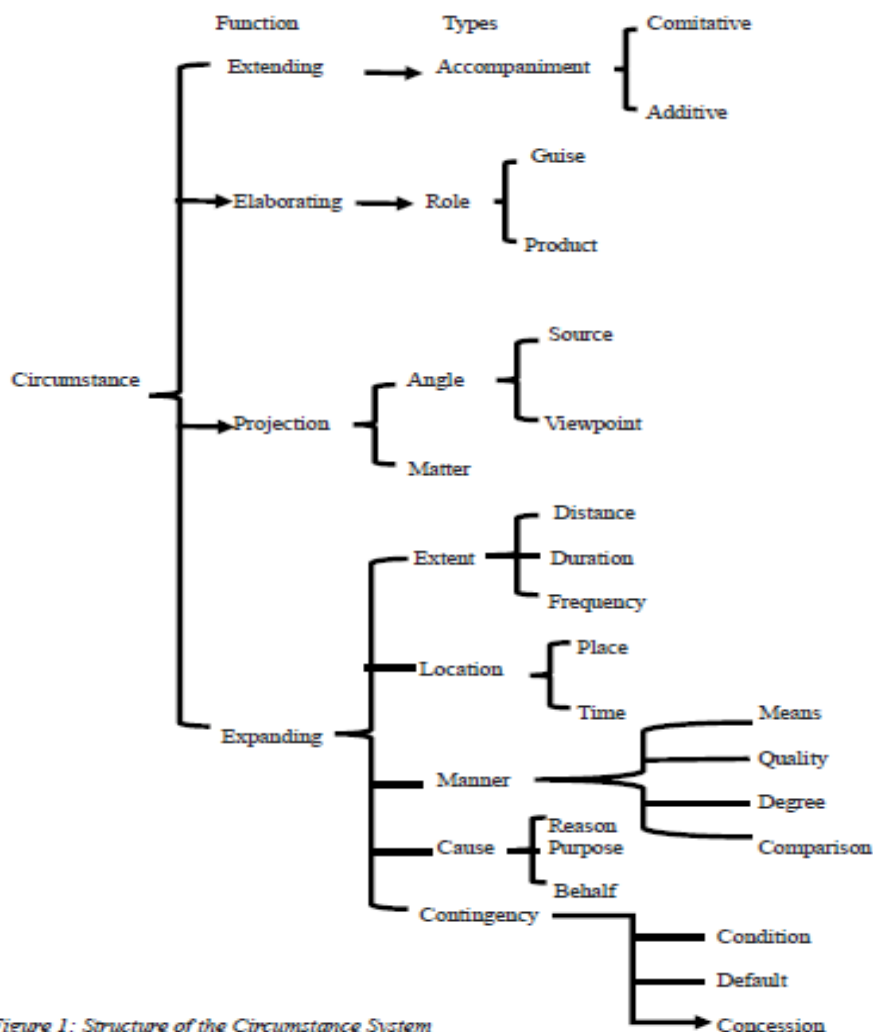 Function Types Comitative
Extending Accompaniment
Additive
Guise
Elaborating Role
Product
Source
Circumstance Angle
Projection Viewpoint
Matter
Distance
Extent Duration
Frequency
Place
Location
Time Means
Expanding
Quality
Manner
Degree
Reason
Cause Purpose Comparison
Behalf
Contingency
Condition
Default
Figure 1: Structure of the Circumstance System Concession